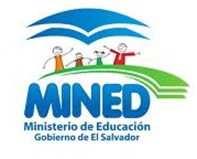 MINED
Ministerio de Educación
Gobierno de El Salvador